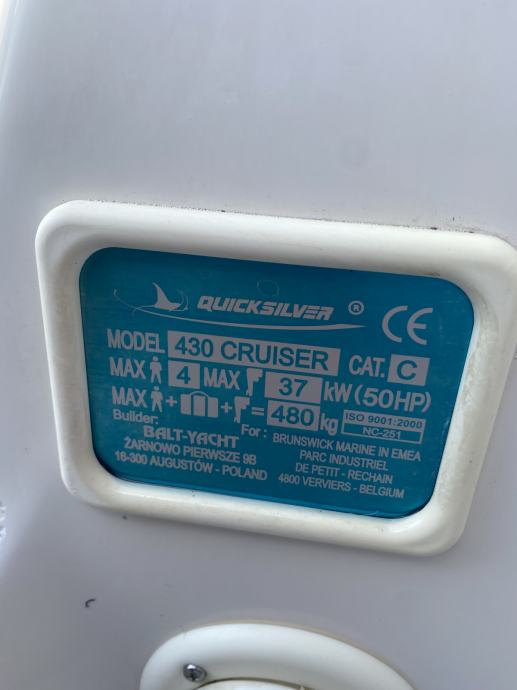 QUICKSILVER ®
CE
MODEL 430 CRUISER CAT. C
MAX 4 MAX 37 kW (50HP)
MAX + + = 480 kg
ISO 9001:2000
NC-251
Builder:
BALT-YACHT
ŻARNOWO PIERWSZE 9B
16-300 AUGUSTÓW - POLAND
For: BRUNSWICK MARINE IN EMEA
PARC INDUSTRIEL
DE PETIT - RECHAIN
4800 VERVIERS - BELGIUM